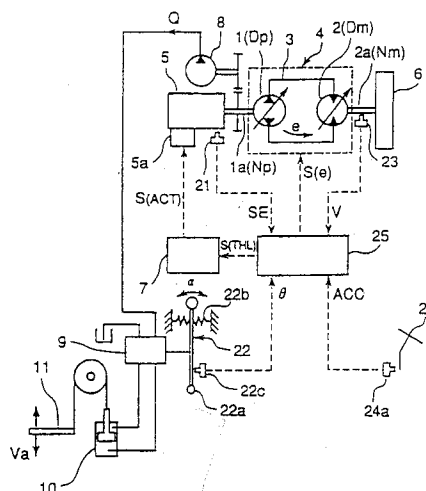 Q
8
1(Dp)
3
4
2(Dm)
2a(Nm)
5
6
e
5a
21
1a(Np)
S(e)
23
S(ACT)
SE
V
S(THL)
25
7
α
θ
ACC
22b
9
22
2
22c
24a
11
22a
Va
10